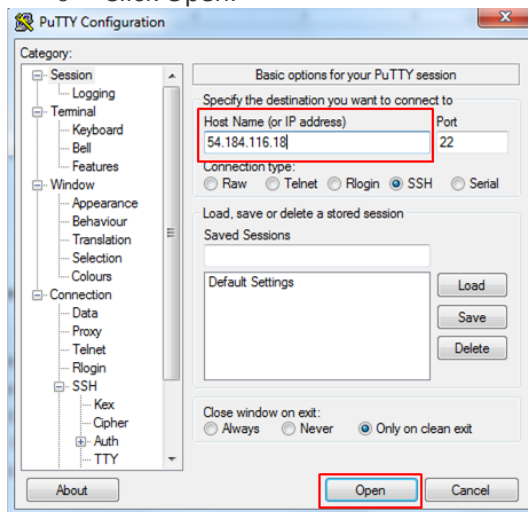 Click Open.
PuTTY Configuration
Category:
Session
Logging
Terminal
Keyboard
Bell
Features
Window
Appearance
Behaviour
Translation
Selection
Colours
Connection
Data
Proxy
Telnet
Rlogin
SSH
Kex
Cipher
Auth
TTY
Basic options for your PuTTY session
Specify the destination you want to connect to
Host Name (or IP address) Port
54.184.116.18 22
Connection type:
Raw Telnet Rlogin SSH Serial
Load, save or delete a stored session
Saved Sessions
Default Settings
Load
Save
Delete
Close window on exit:
Always Never Only on clean exit
About Open Cancel